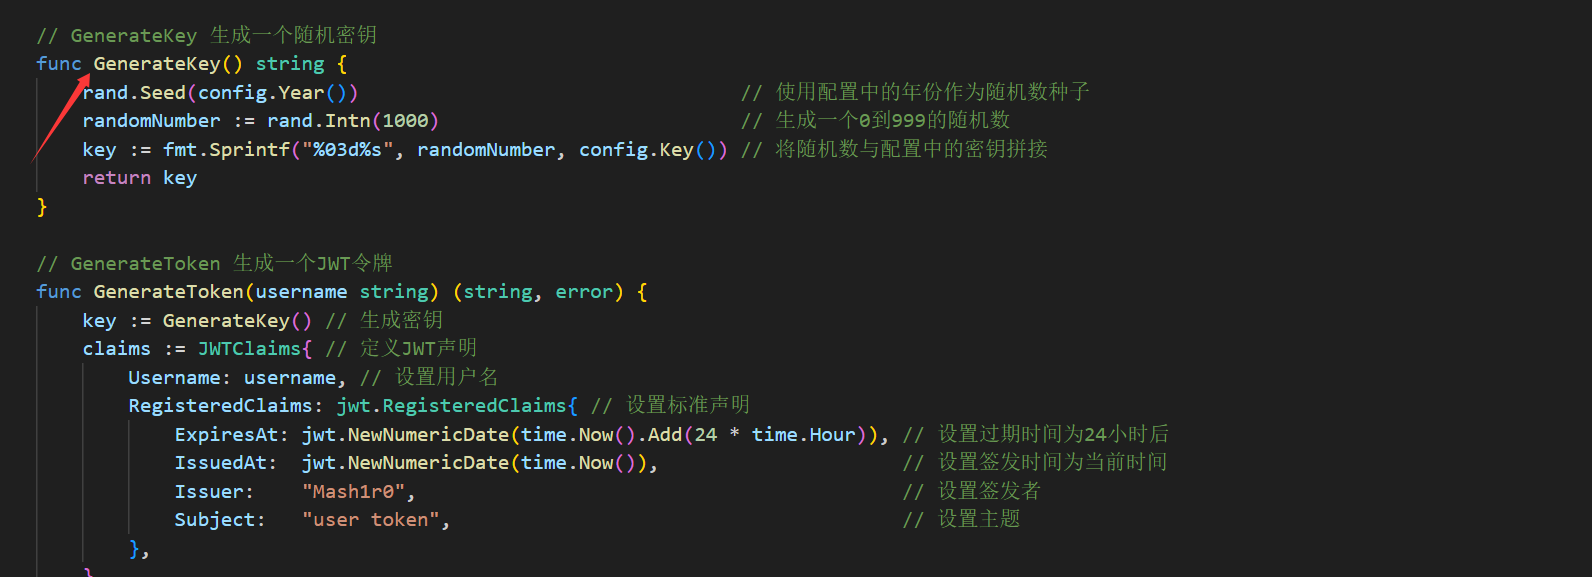 // GenerateKey 生成一个随机密钥
func GenerateKey() string {
    rand.Seed(config.Year()) // 使用配置中的年份作为随机数种子
    randomNumber := rand.Intn(1000) // 生成一个0到999的随机数
    key := fmt.Sprintf("%03d%s", randomNumber, config.Key()) // 将随机数与配置中的密钥拼接
    return key
}
// GenerateToken 生成一个JWT令牌
func GenerateToken(username string) (string, error) {
    key := GenerateKey() // 生成密钥
    claims := JWTClaims{ // 定义JWT声明
        Username: username, // 设置用户名
        RegisteredClaims: jwt.RegisteredClaims{ // 设置标准声明
            ExpiresAt: jwt.NewNumericDate(time.Now().Add(24 * time.Hour)), // 设置过期时间为24小时后
            IssuedAt:  jwt.NewNumericDate(time.Now()), // 设置签发时间为当前时间
            Issuer:    "Mash1r0", // 设置签发者
            Subject:   "user token", // 设置主题
        },
    }